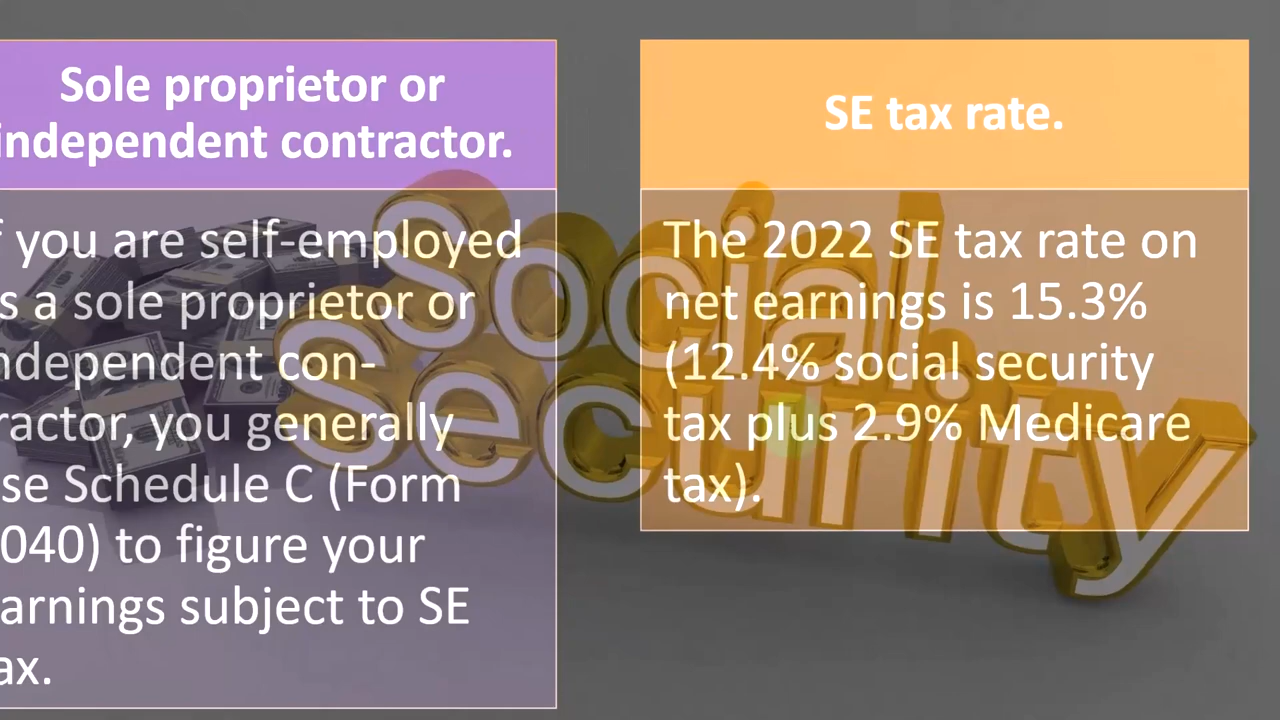 Sole proprietor or
independent contractor.
f you are self-employed
s a sole proprietor or
ndependent con-
ractor, you generally
se Schedule C (Form
040) to figure your
arnings subject to SE
ax.
SE tax rate.
The 2022 SE tax rate on
net earnings is 15.3%
(12.4% social security
tax plus 2.9% Medicare
tax).
Social
Security